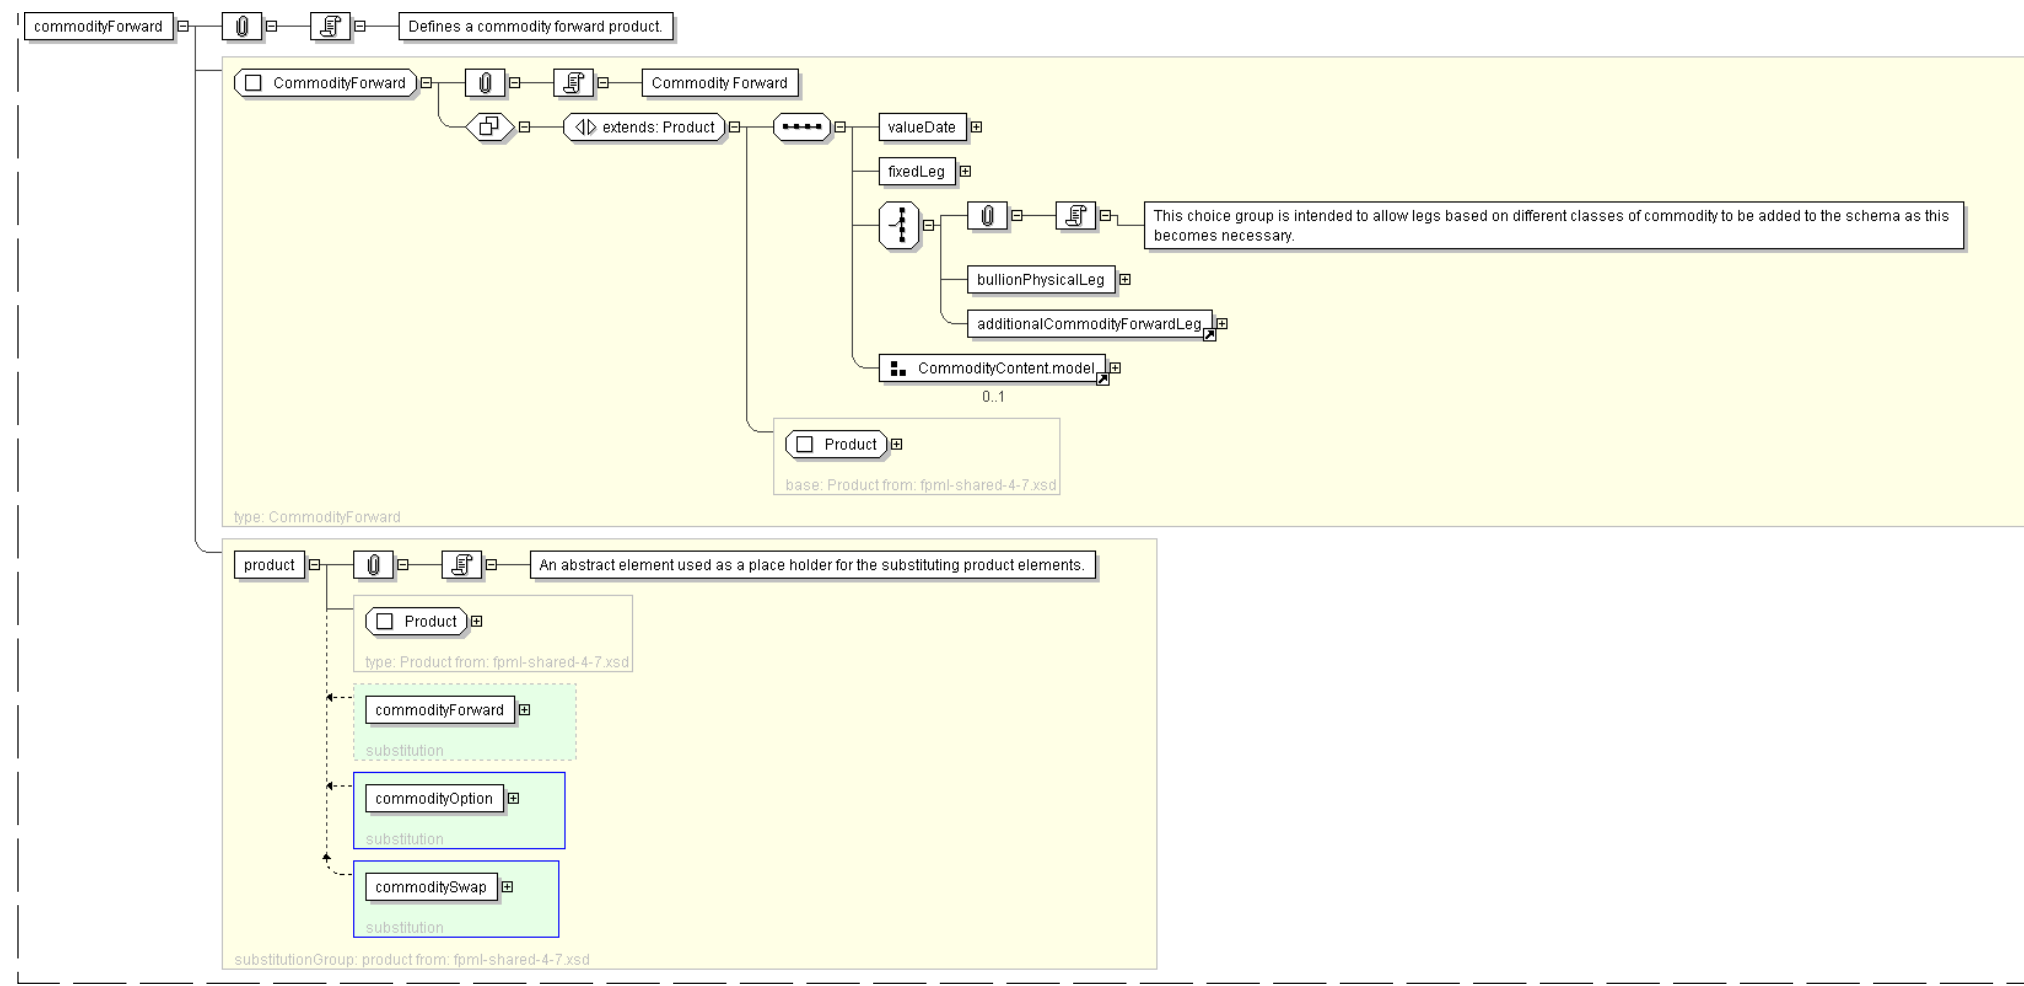 commodityForward
Defines a commodity forward product.
CommodityForward
Commodity Forward
extends: Product
valueDate
fixedLeg
This choice group is intended to allow legs based on different classes of commodity to be added to the schema as this
becomes necessary.
bullionPhysicalLeg
additionalCommodityForwardLeg
CommodityContent.model
0..1
Product
base: Product from: fpml-shared-4-7.xsd
type: CommodityForward
product
An abstract element used as a place holder for the substituting product elements.
Product
type: Product from: fpml-shared-4-7.xsd
commodityForward
substitution
commodityOption
substitution
commoditySwap
substitution
substitutionGroup: product from: fpml-shared-4-7.xsd